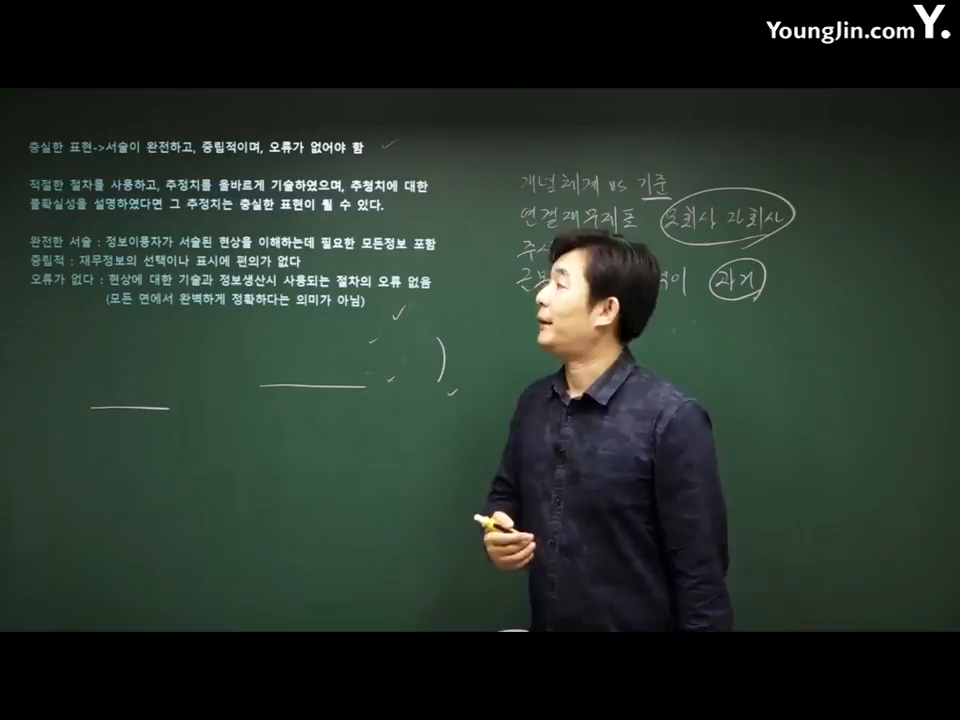 YoungJin.com Y.
충실한 표현->서술이 완전하고, 중립적이며, 오류가 없어야 함
적절한 절차를 사용하고, 추정치를 올바르게 기술하였으며, 추청치에 대한
불확실성을 설명하였다면 그 추정치는 충실한 표현이 될 수 있다.
완전한 서술 : 정보이용자가 서술된 현상을 이해하는데 필요한 모든정보 포함
중립적 : 재무정보의 선택이나 표시에 편의가 없다
오류가 없다 : 현상에 대한 기술과 정보생산시 사용되는 절차의 오류 없음
(모든 면에서 완벽하게 정확하다는 의미가 아님)
개념체계 vs 기준
연결재무제표
과거